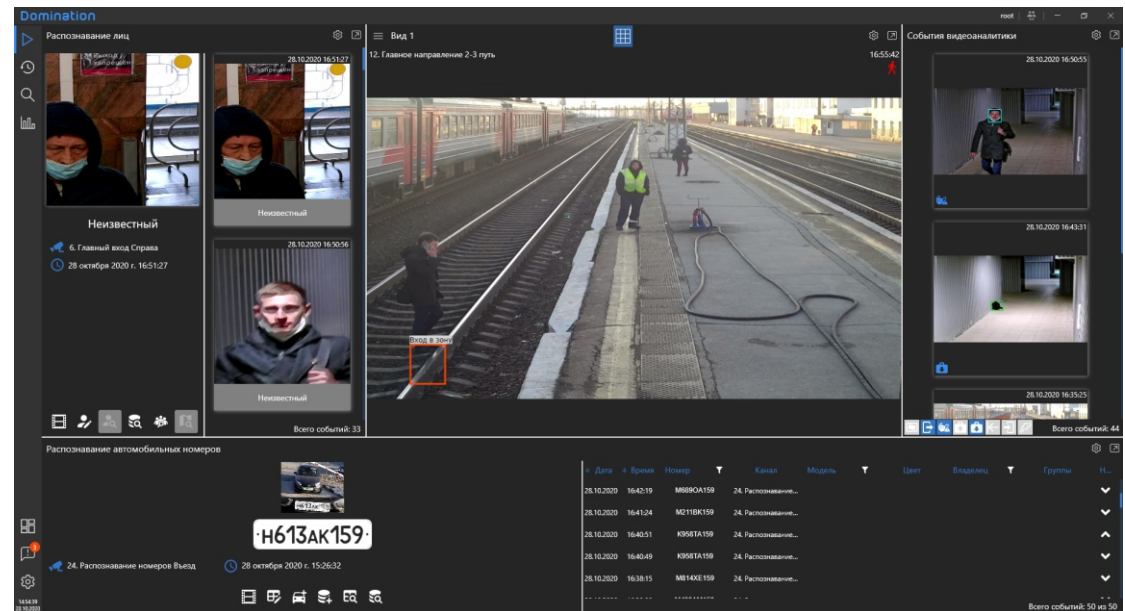 Domination
root
Распознавание лиц
Неизвестный
6. Главный вход Справа
28 октября 2020 г. 16:51:27
28.10.2020 16:51:27
Неизвестный
28.10.2020 16:50:56
Неизвестный
Всего событий: 33
Вид 1
12. Главное направление 2-3 путь
16:55:42
Вход в зону
События видеоаналитики
28.10.2020 16:50:55
28.10.2020 16:43:31
28.10.2020 16:35:25
Всего событий: 44
Распознавание автомобильных номеров
Н613АК159
24. Распознавание номеров Въезд
28 октября 2020 г. 15:26:32
Дата Время Номер Канал Модель Цвет Владелец Группы Н...
28.10.2020 16:42:19 М689ОА159 24. Распознавание...
28.10.2020 16:41:24 М211ВК159 24. Распознавание...
28.10.2020 16:40:51 К958ТА159 24. Распознавание...
28.10.2020 16:40:49 К958ТА159 24. Распознавание...
28.10.2020 16:38:15 М814ХЕ159 24. Распознавание...
Всего событий: 50 из 50
3
14:54:39
28.10.2020